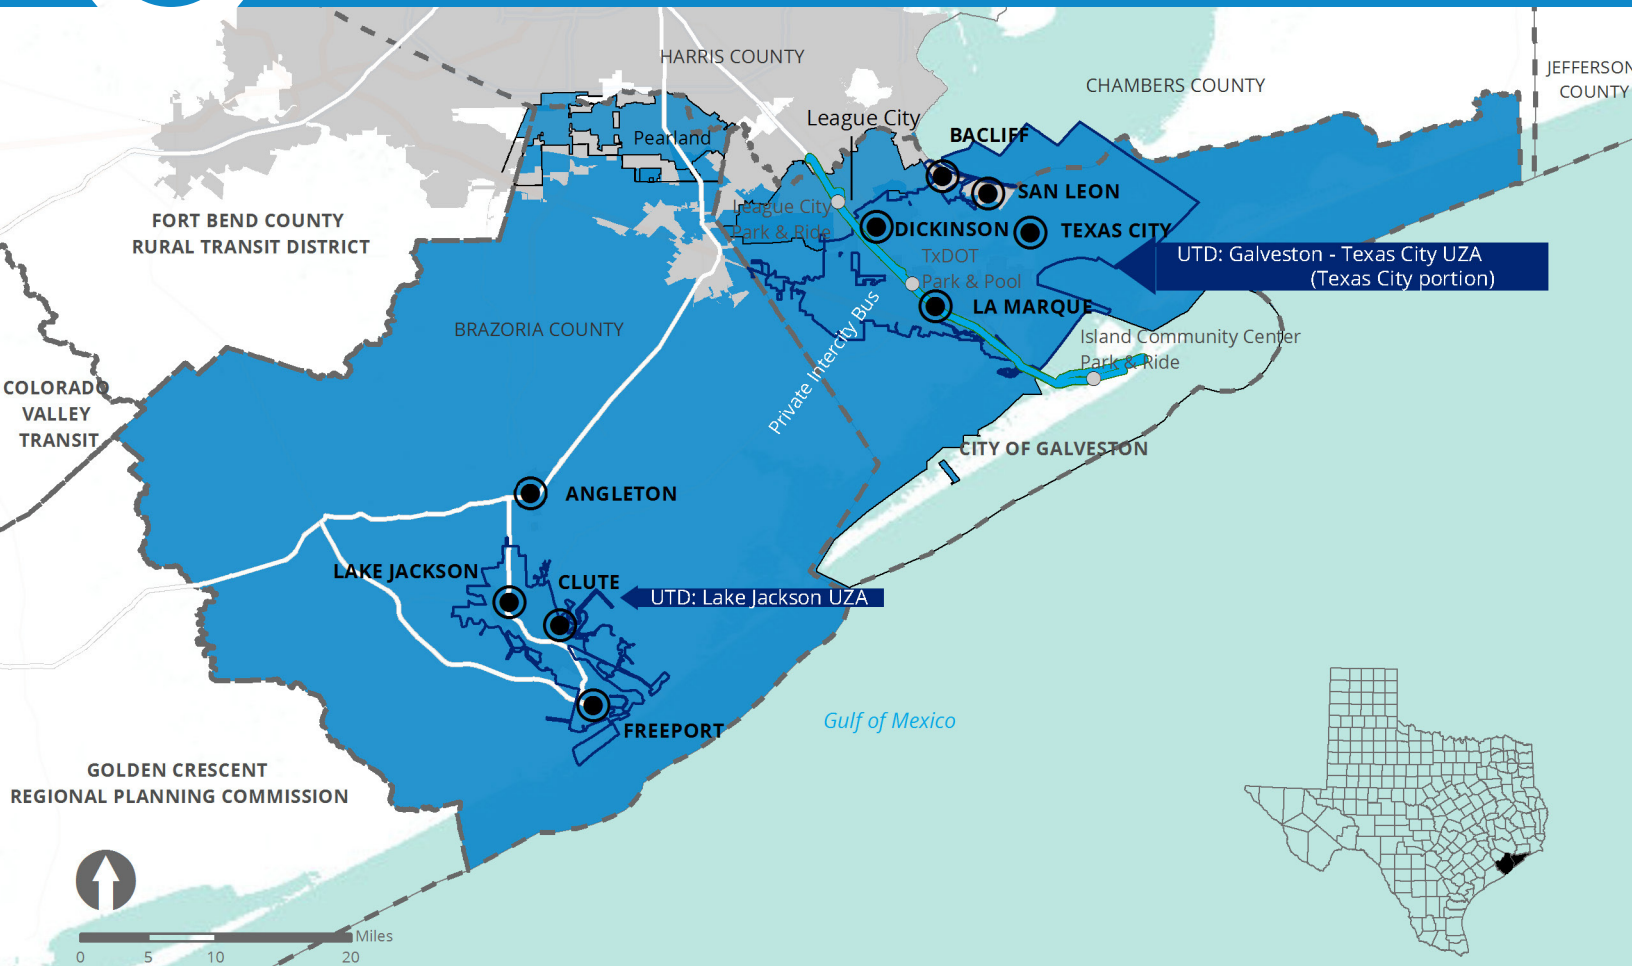 HARRIS COUNTY
CHAMBERS COUNTY
JEFFERSON
COUNTY
League City
Pearland
BACLIFF
SAN LEON
FORT BEND COUNTY
RURAL TRANSIT DISTRICT
League City
Park & Ride
DICKINSON
TEXAS CITY
TxDOT
Park & Pool
UTD: Galveston - Texas City UZA
(Texas City portion)
LA MARQUE
BRAZORIA COUNTY
Private Intercity Bus
Island Community Center
Park & Ride
COLORADO
VALLEY
TRANSIT
CITY OF GALVESTON
ANGLETON
LAKE JACKSON
CLUTE
UTD: Lake Jackson UZA
FREEPORT
Gulf of Mexico
GOLDEN CRESCENT
REGIONAL PLANNING COMMISSION
Miles
0 5 10 20